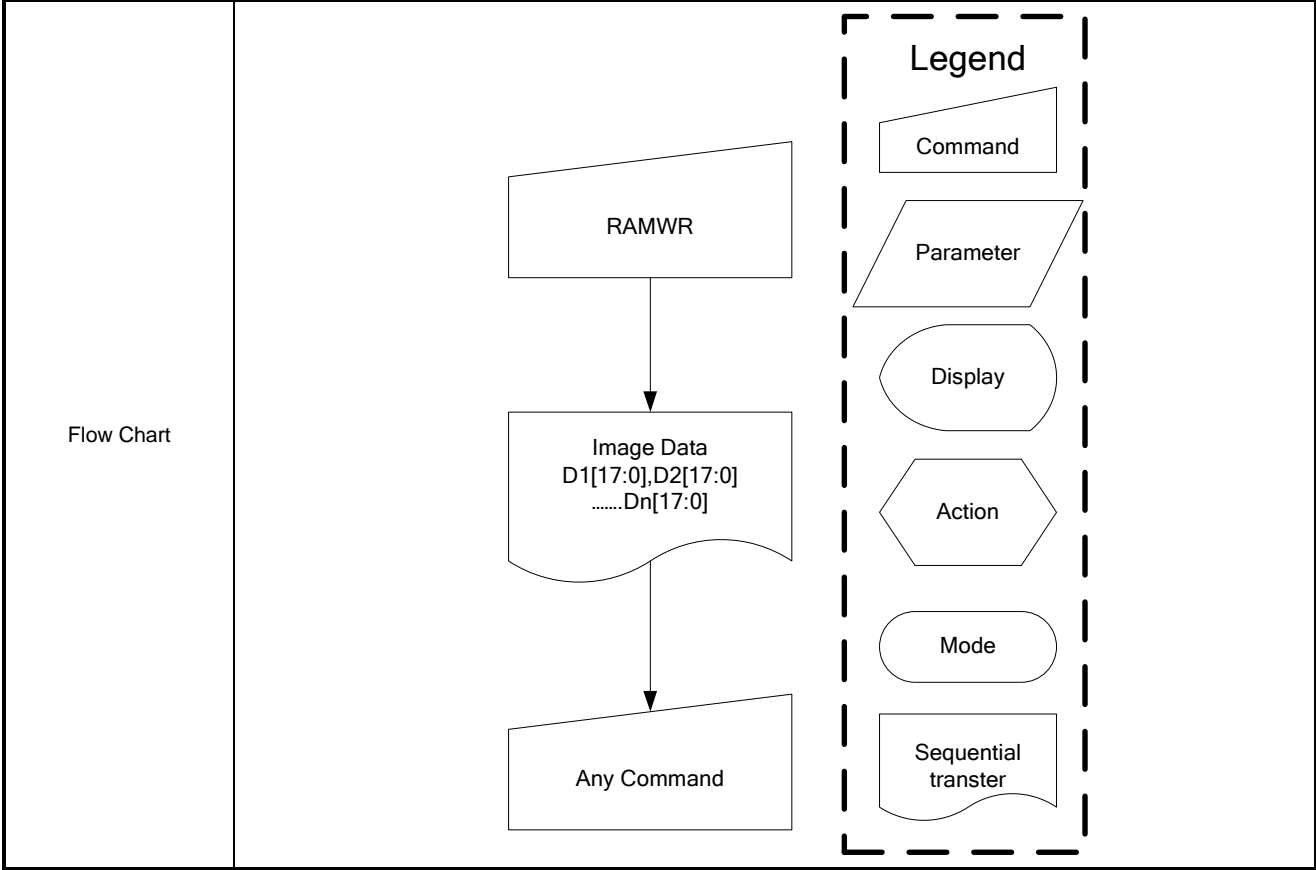 Flow Chart
RAMWR
Image Data
D1[17:0],D2[17:0]
.......Dn[17:0]
Any Command
Legend
Command
Parameter
Display
Action
Mode
Sequential
transter